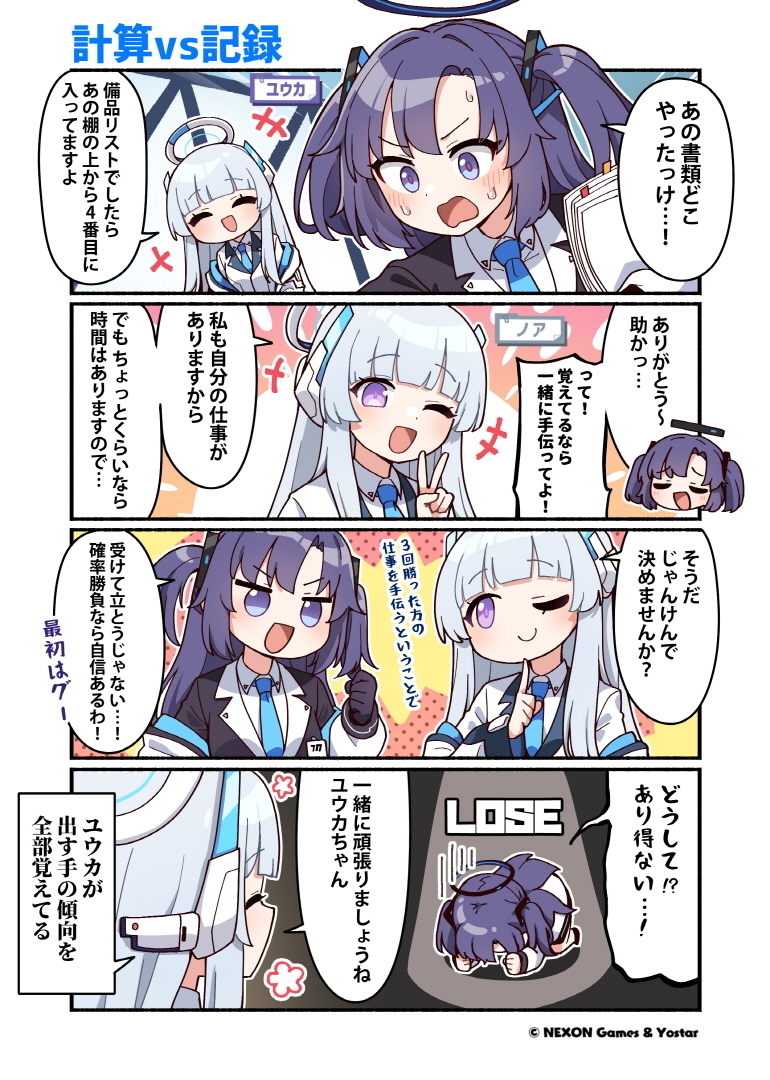 計算vs記録
あの書類どこ
やったっけ…！
ユウカ
備品リストでしたら
あの棚の上から4番目に
入ってますよ
ありがとう～
助かっ…
って！
覚えてるなら
一緒に手伝ってよ！
ノア
私も自分の仕事が
ありますから
でも ちょっとくらいなら
時間はありますので…
そうだ
じゃんけんで
決めませんか？
3回勝った方の
仕事を手伝うということで
受けて立とうじゃない…！
確率勝負なら自信あるわ！
最初はグー
どうして⁉
あり得ない…！
LOSE
一緒に頑張りましょうね
ユウカちゃん
ユウカが
出す手の傾向を
全部覚えてる
© NEXON Games & Yostar